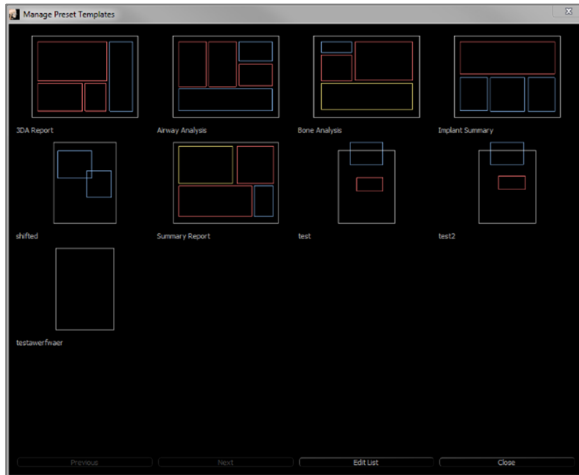 Manage Preset Templates
3DA Report
Airway Analysis
Bone Analysis
Implant Summary
shifted
Summary Report
test
test2
testawerfwaer
Previous
Next
Edit List
Close